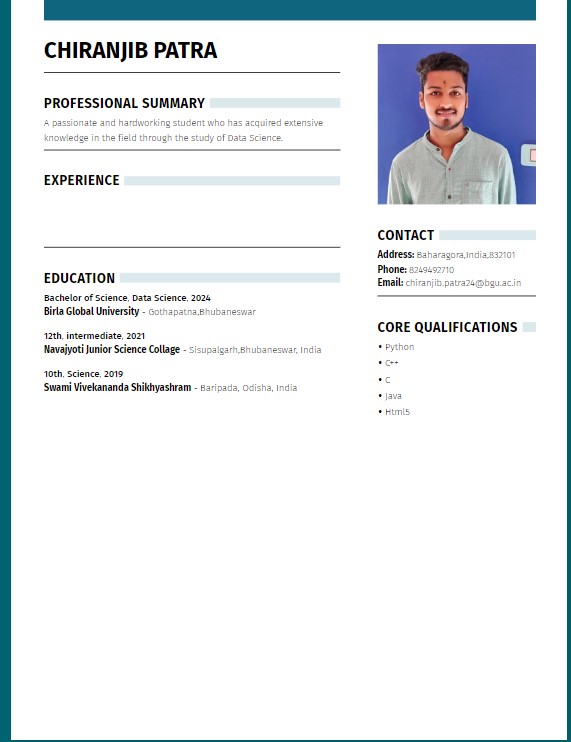 CHIRANJIB PATRA
PROFESSIONAL SUMMARY
A passionate and hardworking student who has acquired extensive
knowledge in the field through the study of Data Science.
EXPERIENCE
EDUCATION
Bachelor of Science, Data Science, 2024
Birla Global University - Gothapatna,Bhubaneswar
12th, intermediate, 2021
Navajyoti Junior Science Collage - Sisupalgarh,Bhubaneswar, India
10th, Science, 2019
Swami Vivekananda Shikhyashram - Baripada, Odisha, India
CONTACT
Address: Baharagora,India,832101
Phone: 8249492710
Email: chiranjib.patra24@bgu.ac.in
CORE QUALIFICATIONS
• Python
• C++
• C
• Java
• Html5